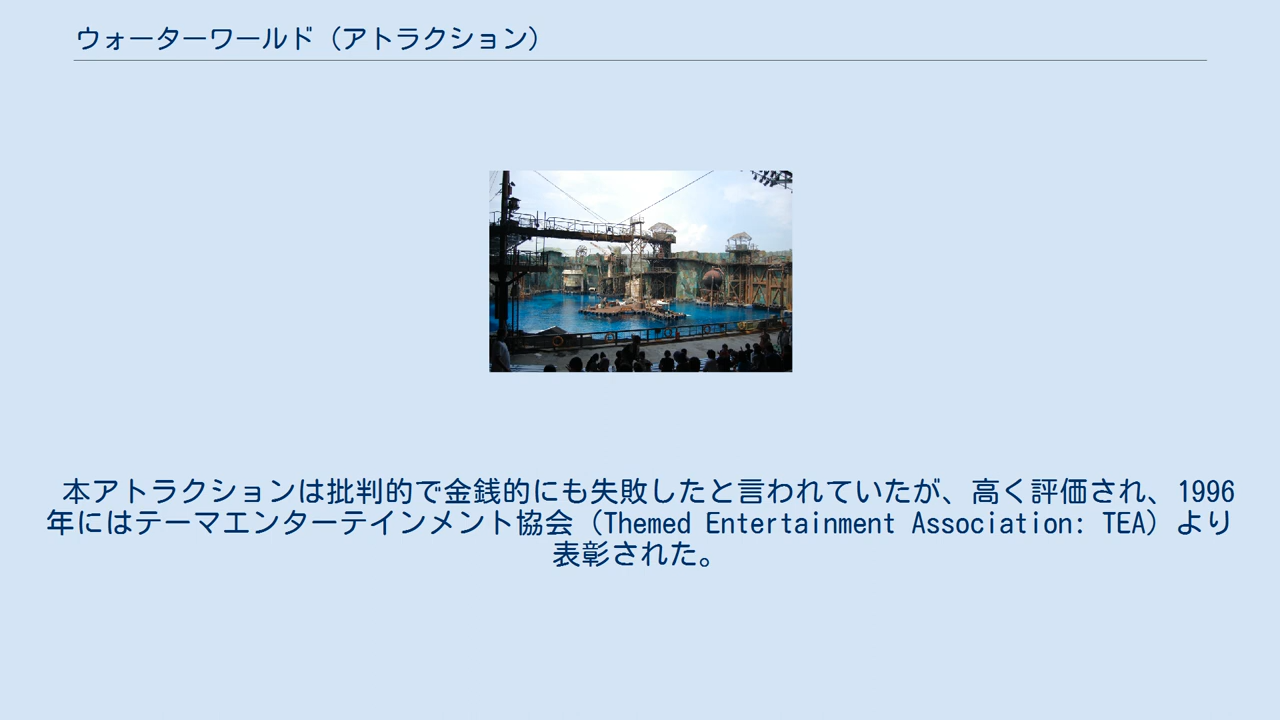 ウォーターワールド（アトラクション）
本アトラクションは批判的で金銭的にも失敗したと言われていたが、高く評価され、1996
年にはテーマエンターテインメント協会（Themed Entertainment Association: TEA）より
表彰された。